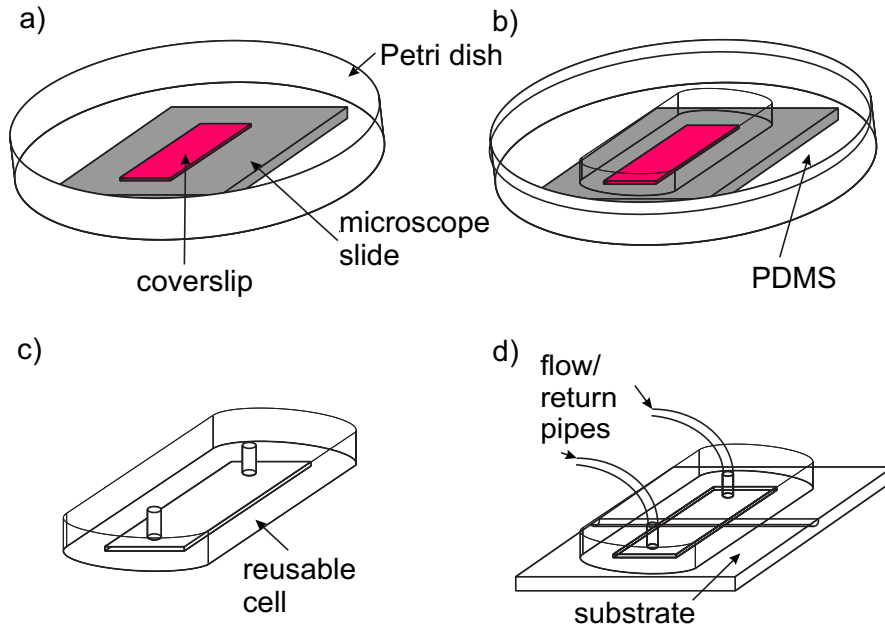 a)
Petri dish
coverslip
microscope
slide
b)
PDMS
c)
reusable
cell
d)
flow/
return
pipes
substrate